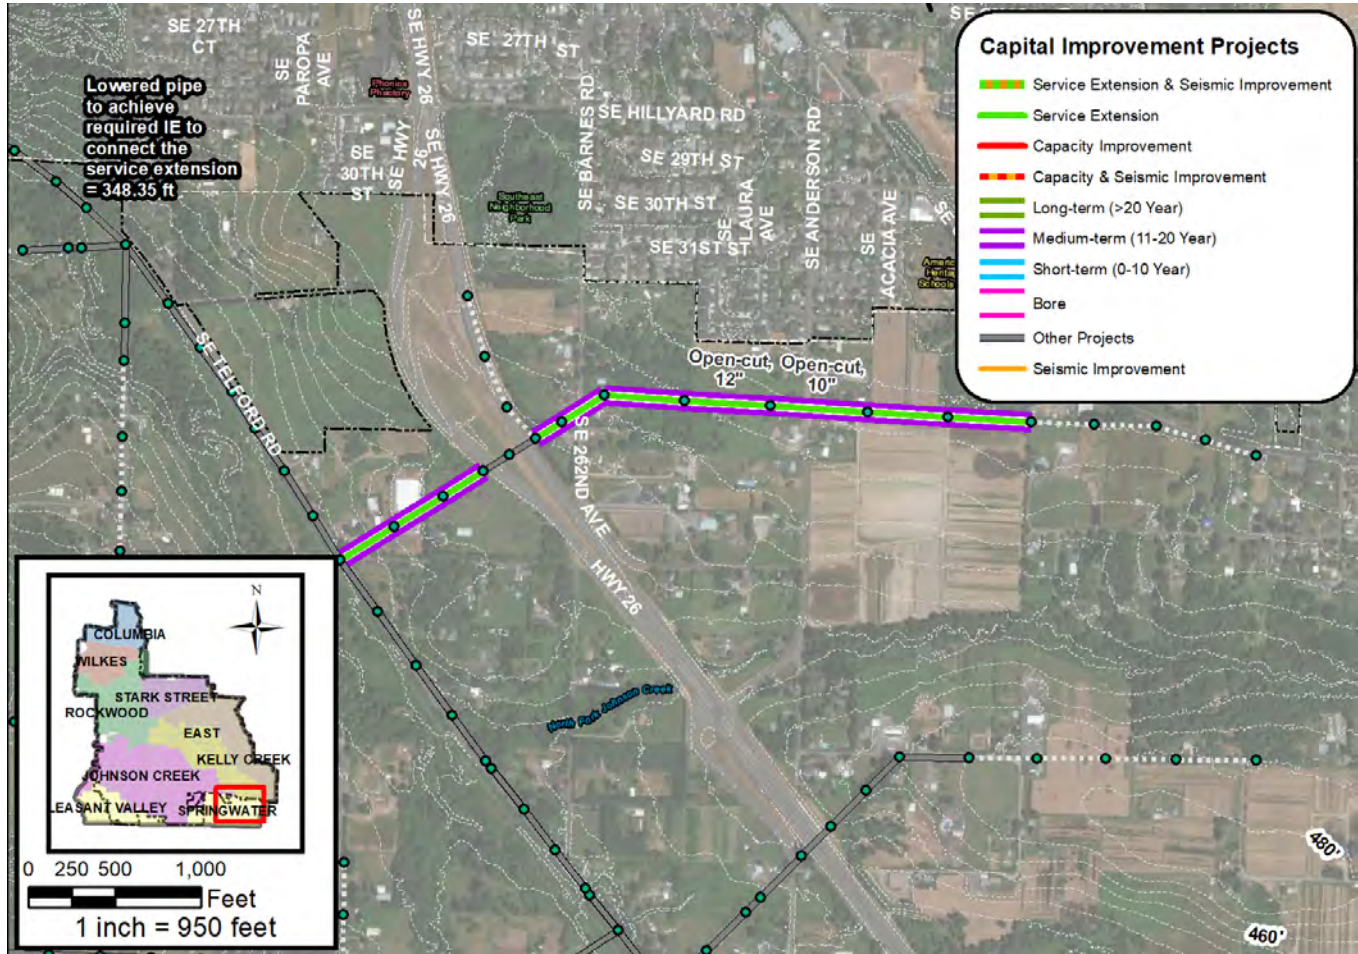 SE 27TH
CT
SE
PAROPA
AVE
SE HWY 26
SE 27TH ST
Lowered pipe
to achieve
required IE to
connect the
service extension
= 348.35 ft
Phonics
Phactory
SE
30TH
ST
SE HWY
26
SE HWY 26
SE BARNES RD
SE HILLYARD RD
SE 29TH ST
SE 30TH ST
SE 31ST ST
SE
LAURA
AVE
SE ANDERSON RD
SE
ACACIA AVE
Southeast
Neighborhood
Park
Capital Improvement Projects
Service Extension & Seismic Improvement
Service Extension
Capacity Improvement
Capacity & Seismic Improvement
Long-term (>20 Year)
Medium-term (11-20 Year)
Short-term (0-10 Year)
Bore
Other Projects
Seismic Improvement
SE TELFORD RD
Open-cut,
12"
Open-cut,
10"
SE 262ND AVE
HWY 26
North Fork Johnson Creek
N
COLUMBIA
WILKES
STARK STREET
ROCKWOOD
EAST
KELLY CREEK
JOHNSON CREEK
LEASANT VALLEY
SPRINGWATER
0 250 500 1,000
Feet
1 inch = 950 feet
480'
460'